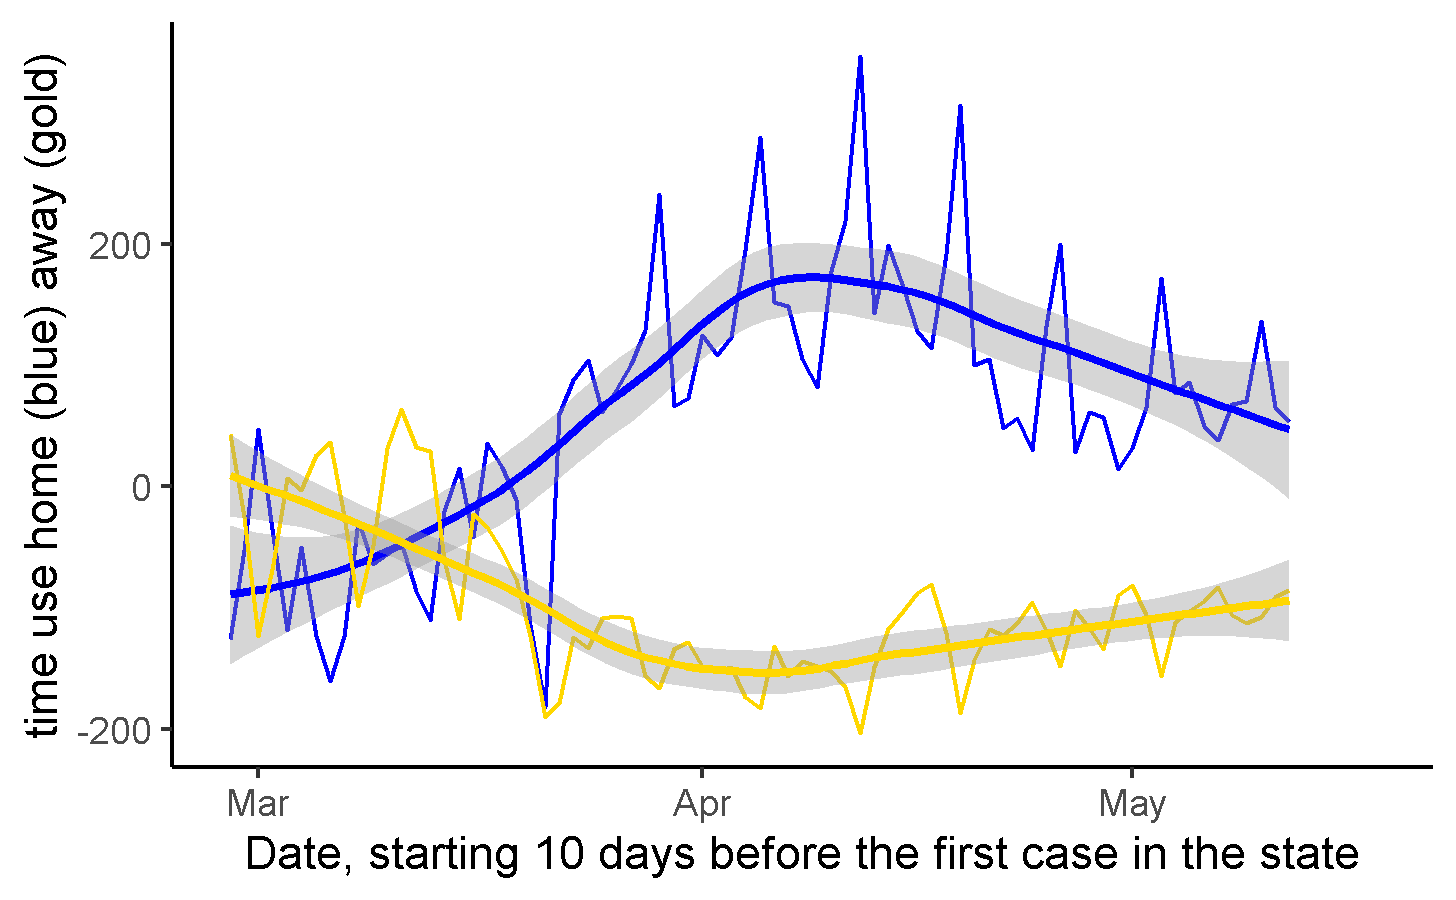 time use home (blue) away (gold)
200
0
-200
Mar
Apr
May
Date, starting 10 days before the first case in the state